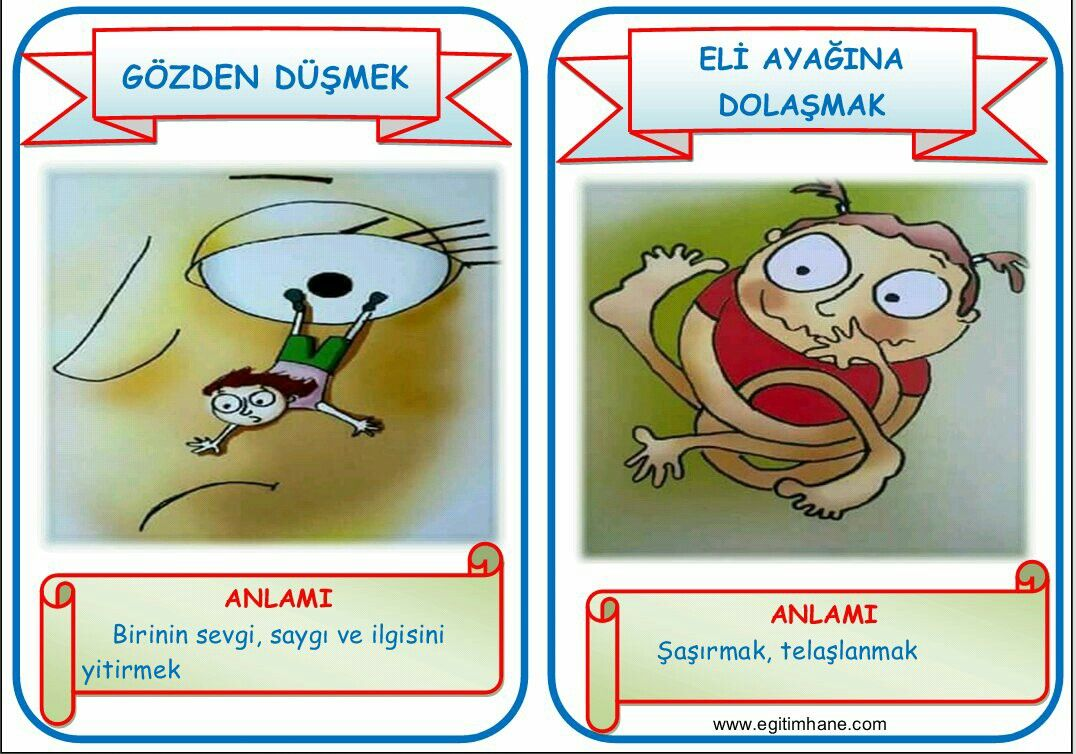 GÖZDEN DÜŞMEK
ANLAMI
Birinin sevgi, saygı ve ilgisini
yitirmek
ELİ AYAĞINA
DOLAŞMAK
ANLAMI
Şaşırmak, telaşlanmak
www.egitimhane.com